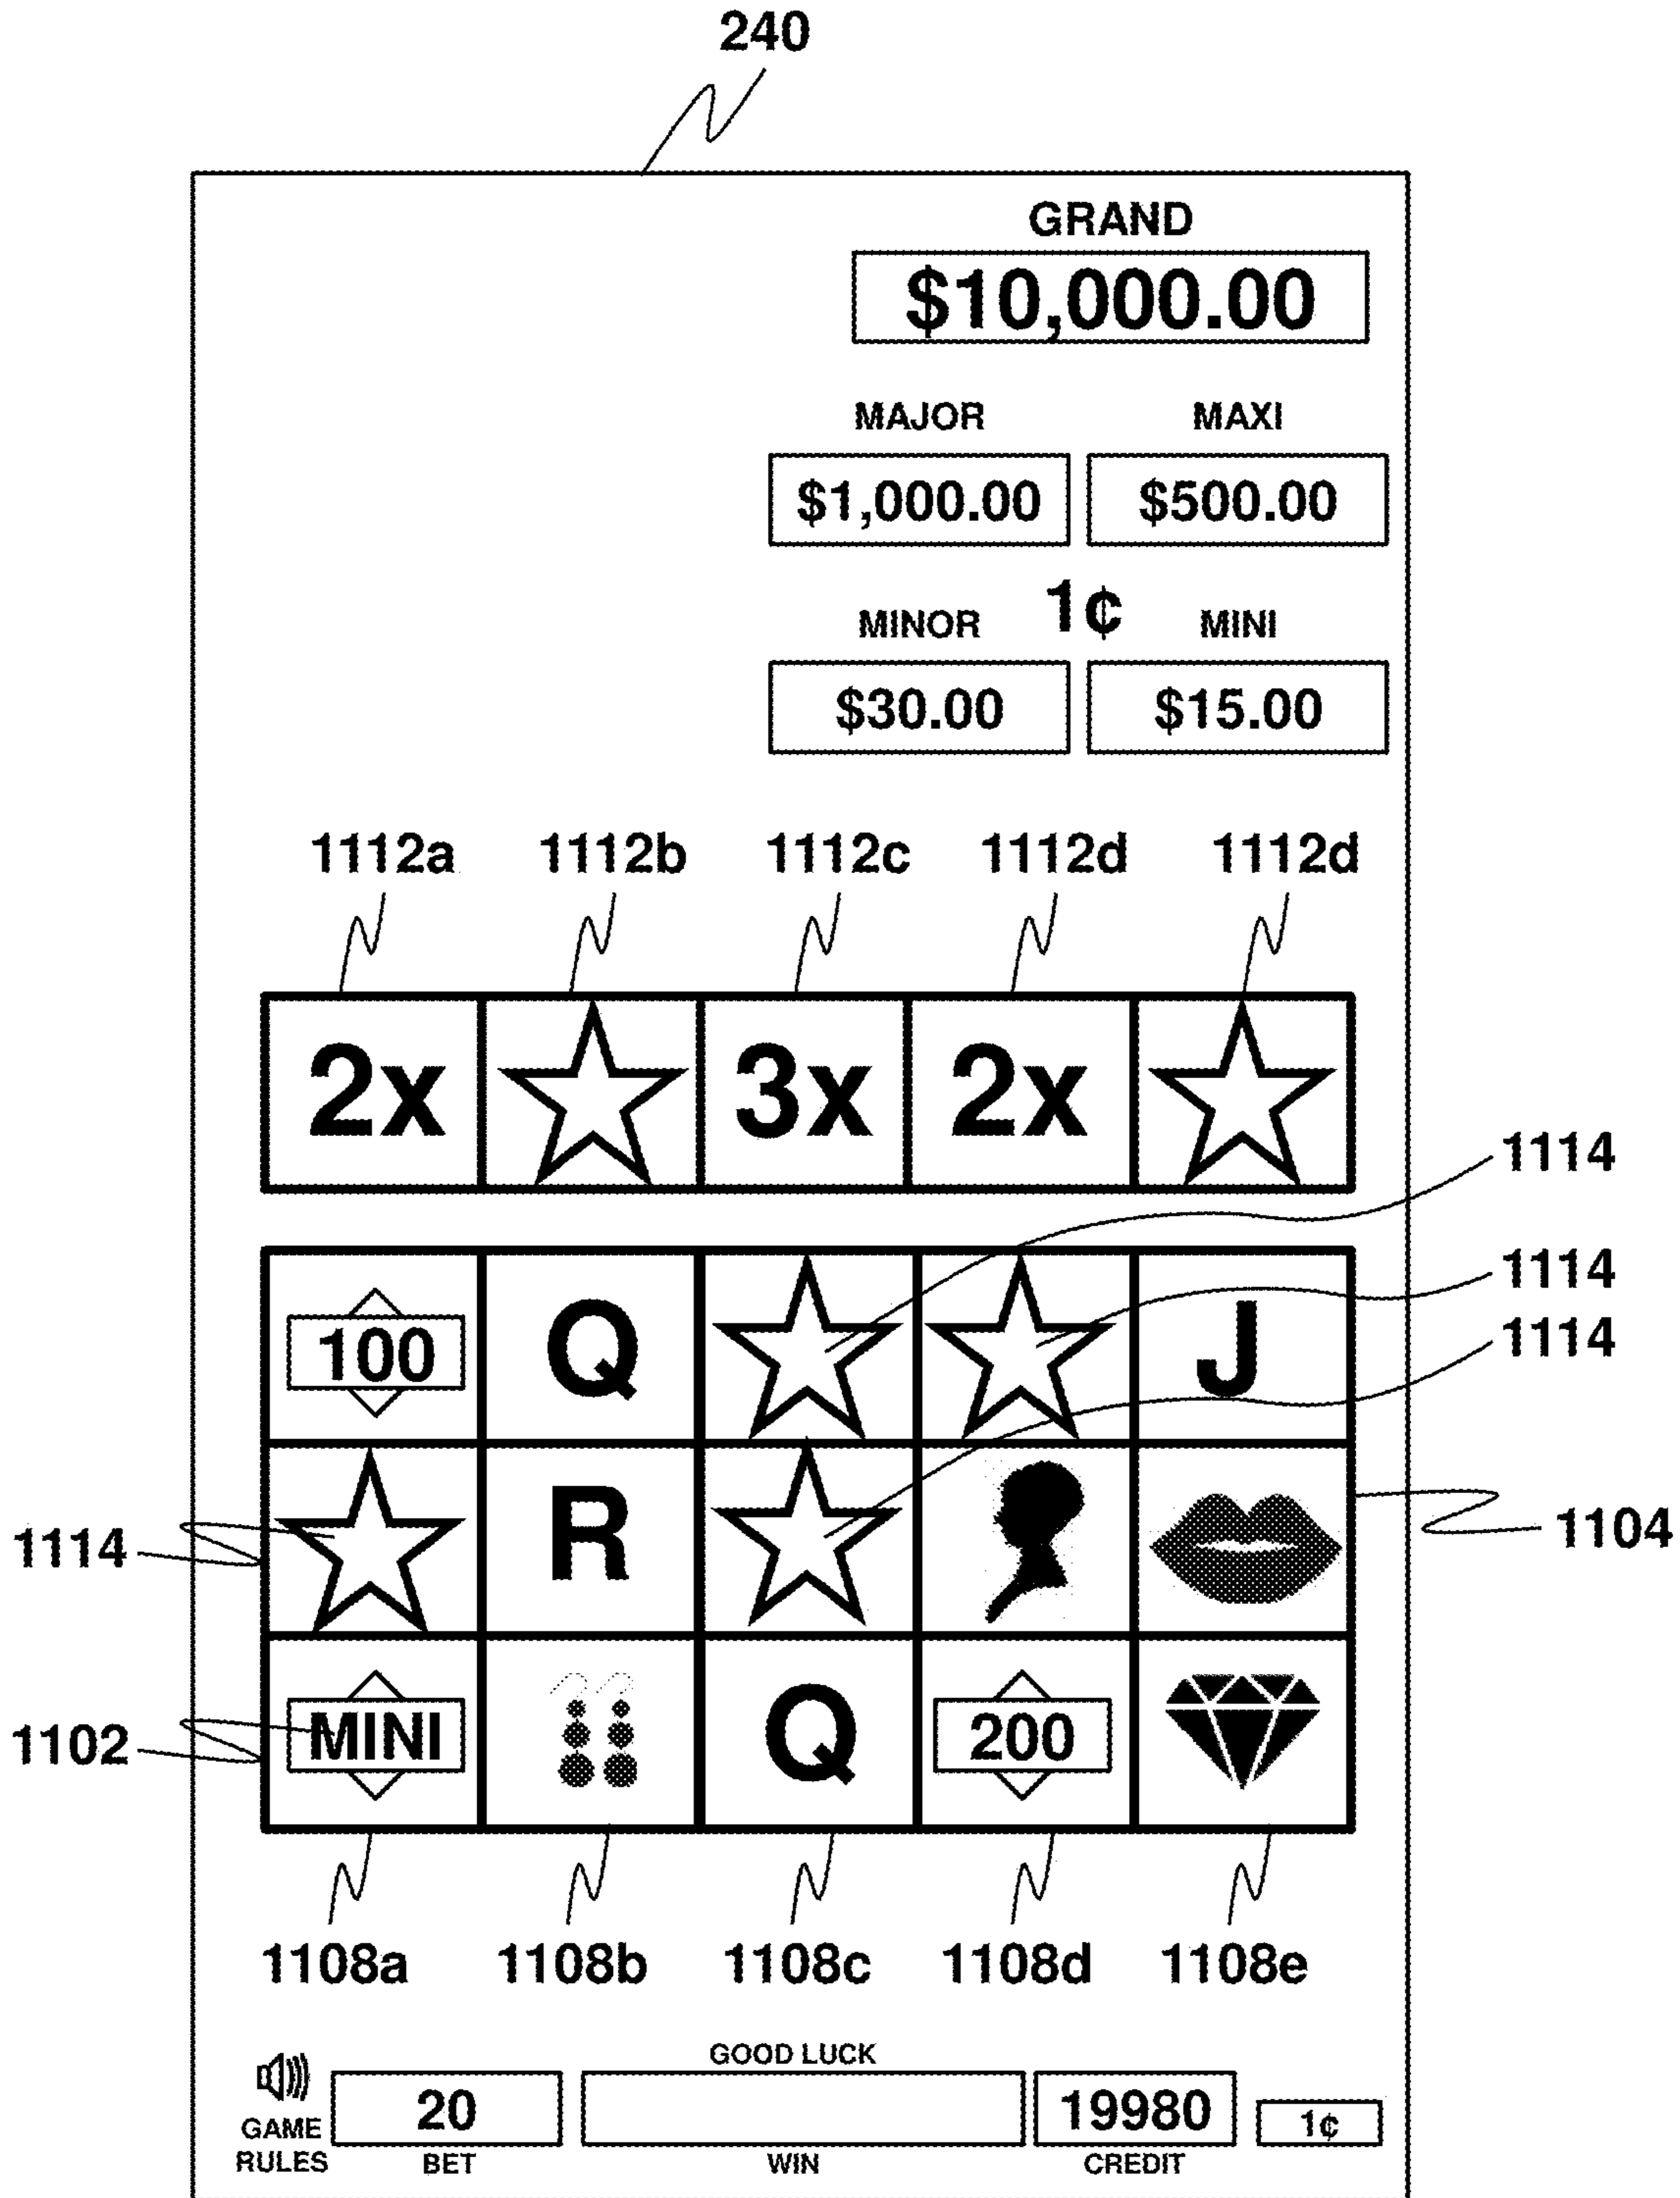 240
GRAND
$10,000.00
MAJOR MAXI
$1,000.00 $500.00
1¢
MINOR MINI
$30.00 $15.00
1112a 1112b 1112c 1112d 1112d
2x 3x 2x
1114
1114
1114
100 Q J
1114 R 1104
1102 MINI Q 200
1108a 1108b 1108c 1108d 1108e
GOOD LUCK
20 19980 1¢
GAME
RULES BET WIN CREDIT